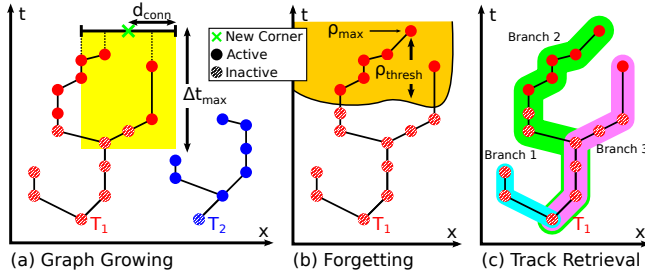 t
d_conn
New Corner
Active
Inactive
Δt_max
T_1
T_2
x
(a) Graph Growing
t
ρ_max
ρ_thresh
T_1
x
(b) Forgetting
t
Branch 2
Branch 1
Branch 3
T_1
x
(c) Track Retrieval